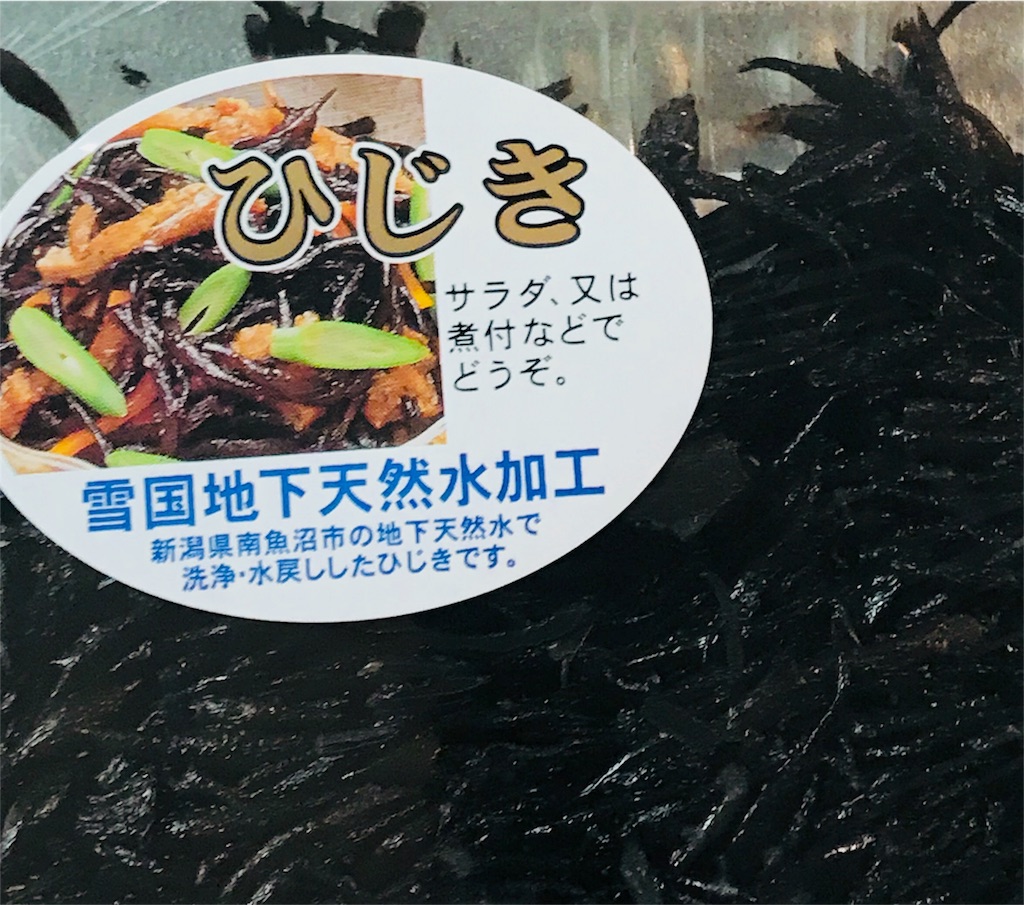 ひじき
サラダ、又は
煮付などで
どうぞ。
雪国地下天然水加工
新潟県南魚沼市の地下天然水で
洗浄・水戻ししたひじきです。